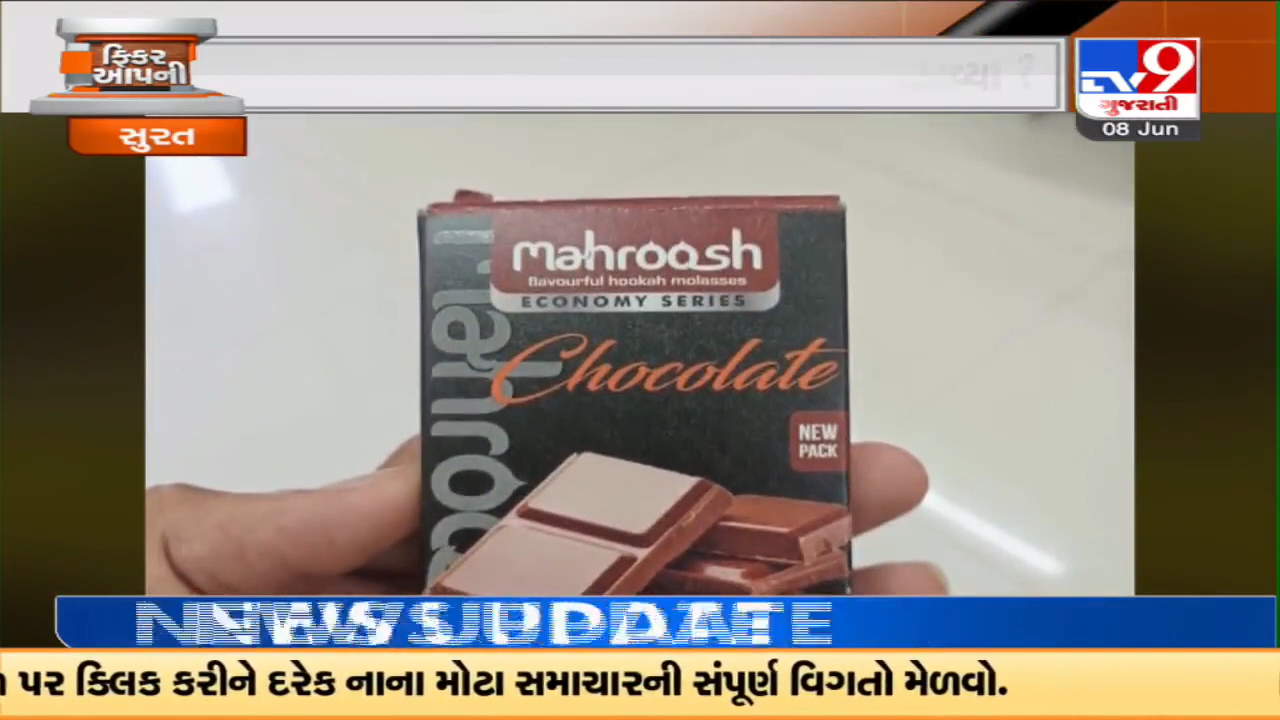 ફિકર
આપની
સુરત
TV9
ગુજરાતી
08 Jun
mahroosh
flavourful hookah molasses
ECONOMY SERIES
Chocolate
NEW
PACK
mahroo
NEWS UPDATE
પર ક્લિક કરીને દરેક નાના મોટા સમાચારની સંપૂર્ણ વિગતો મેળવો.